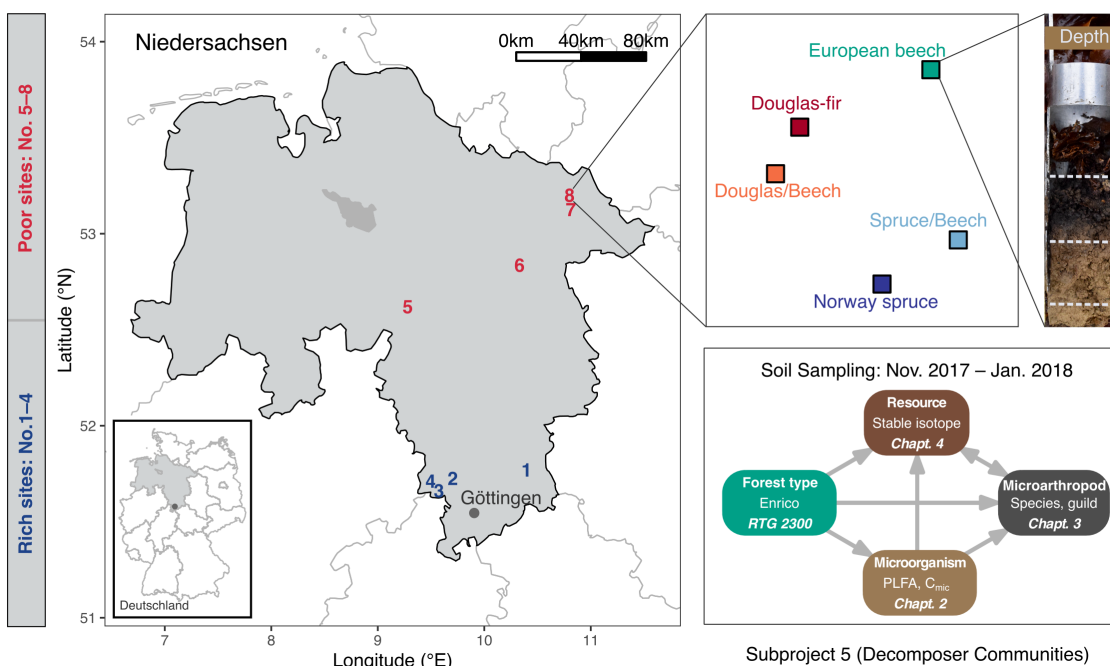 Poor sites: No. 5–8
Rich sites: No.1–4
Latitude (°N)
54
53
52
51
Niedersachsen
0km 40km 80km
8
7
6
5
1
2
4
3
Göttingen
Deutschland
7 8 9 10 11
Longitude (°E)
European beech
Douglas-fir
Douglas/Beech
Spruce/Beech
Norway spruce
Depth
Soil Sampling: Nov. 2017 – Jan. 2018
Resource
Stable isotope
Chapt. 4
Forest type
Enrico
RTG 2300
Microarthropod
Species, guild
Chapt. 3
Microorganism
PLFA, Cmic
Chapt. 2
Subproject 5 (Decomposer Communities)